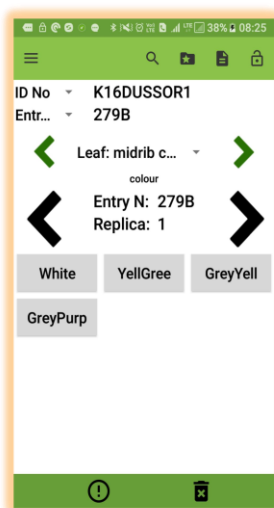 38% 08:25
ID No K16DUSSOR1
Entr... 279B
Leaf: midrib c...
colour
Entry N: 279B
Replica: 1
White YellGree GreyYell
GreyPurp